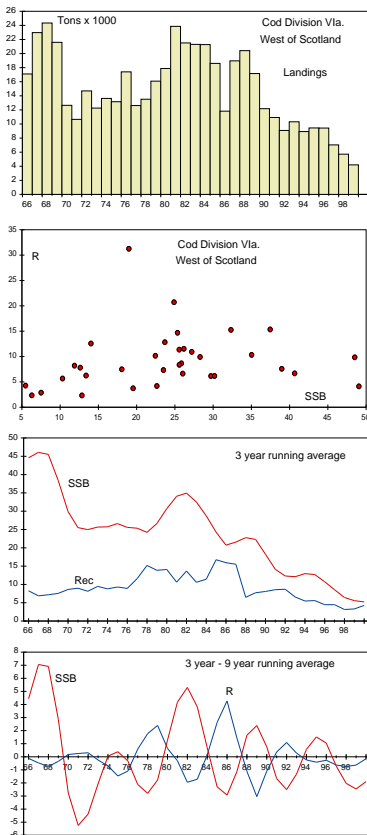 Tons x 1000
Cod Division VIa.
West of Scotland
Landings
26
24
22
20
18
16
14
12
10
8
6
4
2
0
66 68 70 72 74 76 78 80 82 84 86 88 90 92 94 96 98
R
Cod Division VIa.
West of Scotland
35
30
25
20
15
10
5
0
SSB
5 10 15 20 25 30 35 40 45 50
3 year running average
50
45
40
35
30
25
20
15
10
5
0
SSB
Rec
66 68 70 72 74 76 78 80 82 84 86 88 90 92 94 96 98
3 year - 9 year running average
SSB
R
8
7
6
5
4
3
2
1
0
-1
-2
-3
-4
-5
-6
66 68 70 72 74 76 78 80 82 84 86 88 90 92 94 96 98